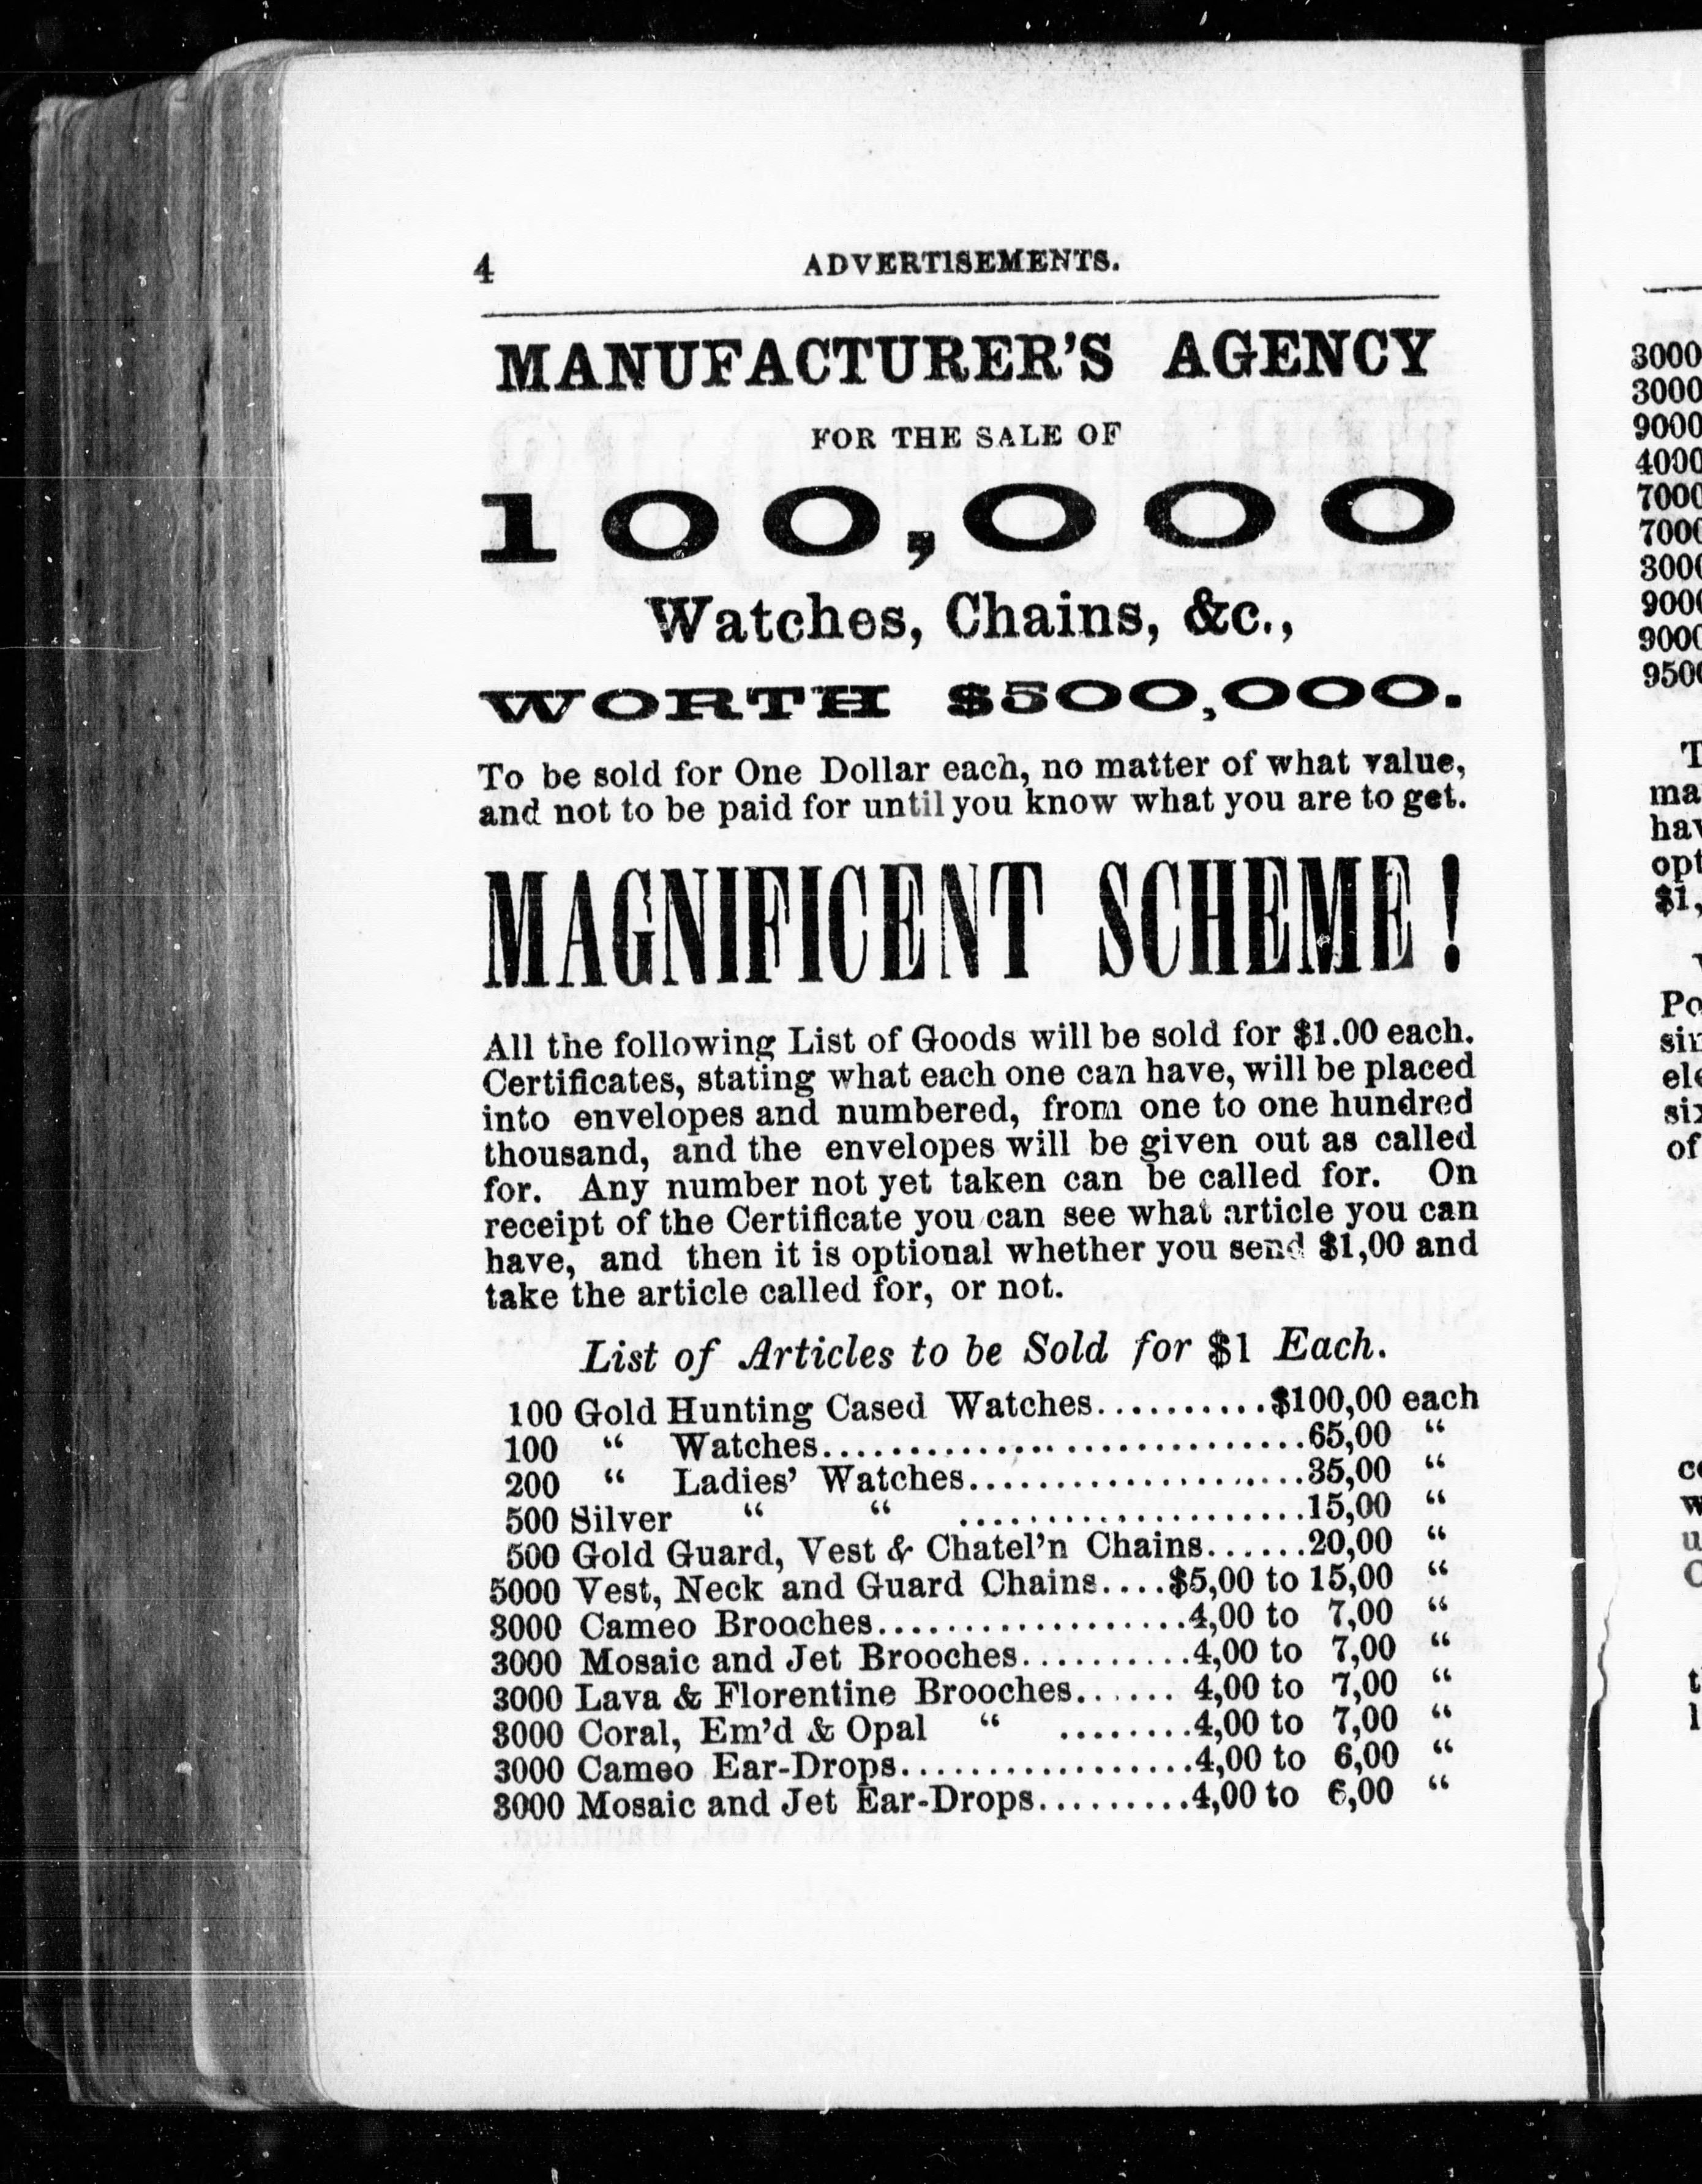 4 ADVERTISEMENTS.
MANUFACTURER'S AGENCY
FOR THE SALE OF
100,000
Watches, Chains, &c.,
WORTH $500,000.
To be sold for One Dollar each, no matter of what value,
and not to be paid for until you know what you are to get.
MAGNIFICENT SCHEME!
All the following List of Goods will be sold for $1.00 each.
Certificates, stating what each one can have, will be placed
into envelopes and numbered, from one to one hundred
thousand, and the envelopes will be given out as called
for. Any number not yet taken can be called for. On
receipt of the Certificate you can see what article you can
have, and then it is optional whether you send $1,00 and
take the article called for, or not.
List of Articles to be Sold for $1 Each.
100 Gold Hunting Cased Watches...........$100,00 each
100 “ Watches..............................65,00 “
200 “ Ladies' Watches.....................35,00 “
500 Silver “ “ .....................15,00 “
500 Gold Guard, Vest & Chatel'n Chains......20,00 “
5000 Vest, Neck and Guard Chains....$5,00 to 15,00 “
3000 Cameo Brooches...................4,00 to 7,00 “
3000 Mosaic and Jet Brooches..........4,00 to 7,00 “
3000 Lava & Florentine Brooches...... 4,00 to 7,00 “
3000 Coral, Em'd & Opal “ ........4,00 to 7,00 “
3000 Cameo Ear-Drops..................4,00 to 6,00 “
3000 Mosaic and Jet Ear-Drops.........4,00 to 6,00 “
3000
3000
9000
4000